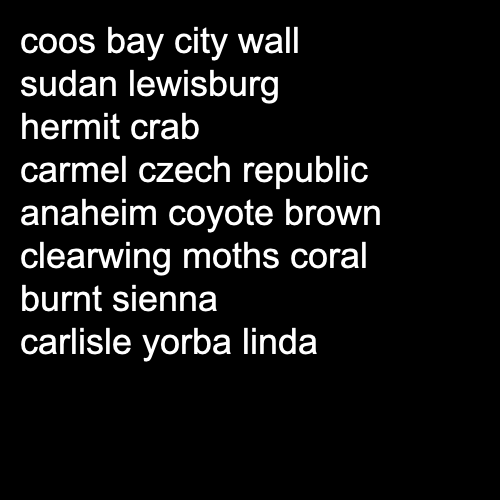 coos bay city wall
sudan lewisburg
hermit crab
carmel czech republic
anaheim coyote brown
clearwing moths coral
burnt sienna
carlisle yorba linda